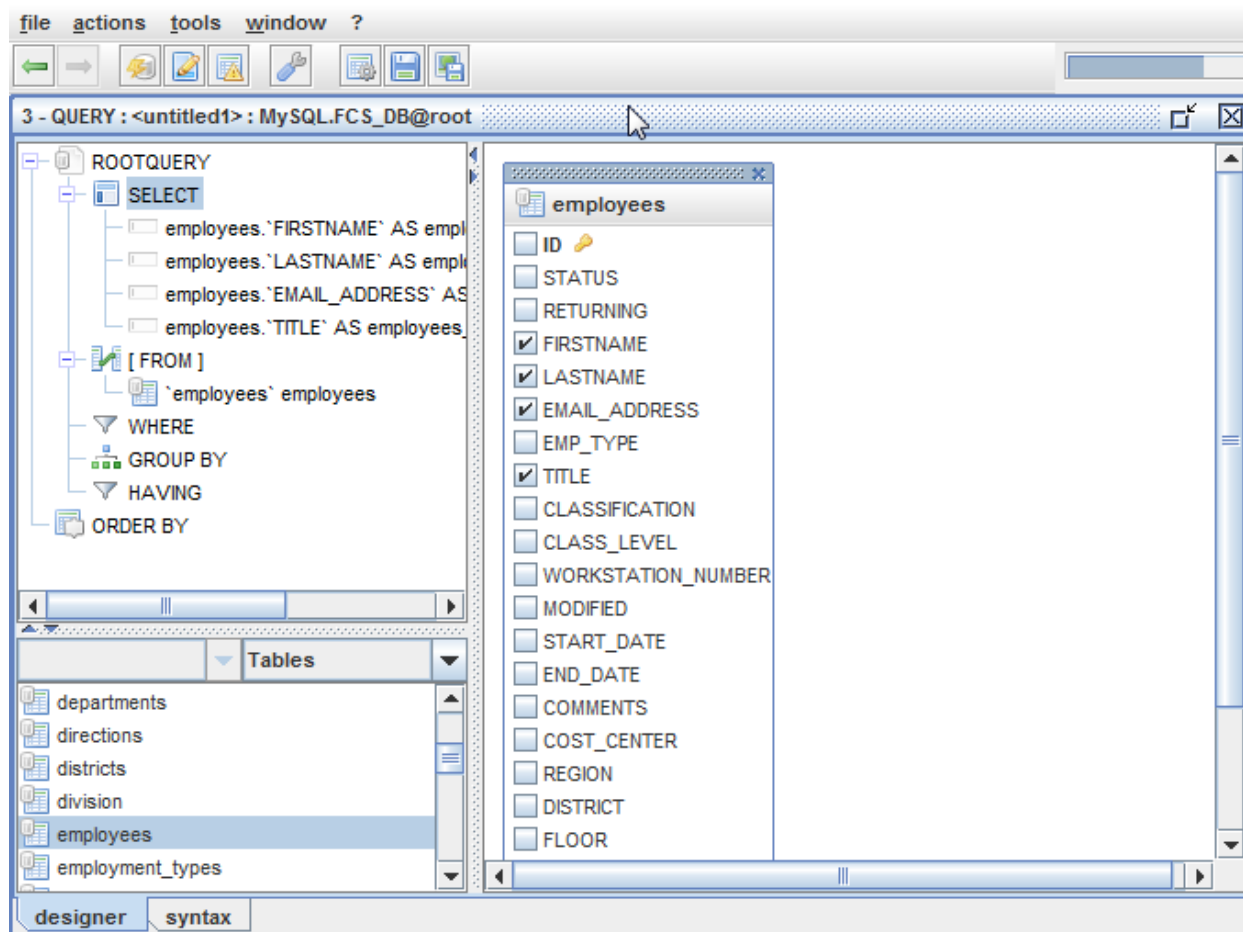 file actions tools window ?
3 - QUERY : <untitled1> : MySQL.FCS_DB@root
ROOTQUERY
SELECT
employees.`FIRSTNAME` AS empl
employees.`LASTNAME` AS empl
employees.`EMAIL_ADDRESS` AS
employees.`TITLE` AS employees_
[ FROM ]
`employees` employees
WHERE
GROUP BY
HAVING
ORDER BY
Tables
departments
directions
districts
division
employees
employment_types
employees
ID
STATUS
RETURNING
FIRSTNAME
LASTNAME
EMAIL_ADDRESS
EMP_TYPE
TITLE
CLASSIFICATION
CLASS_LEVEL
WORKSTATION_NUMBER
MODIFIED
START_DATE
END_DATE
COMMENTS
COST_CENTER
REGION
DISTRICT
FLOOR
designer syntax